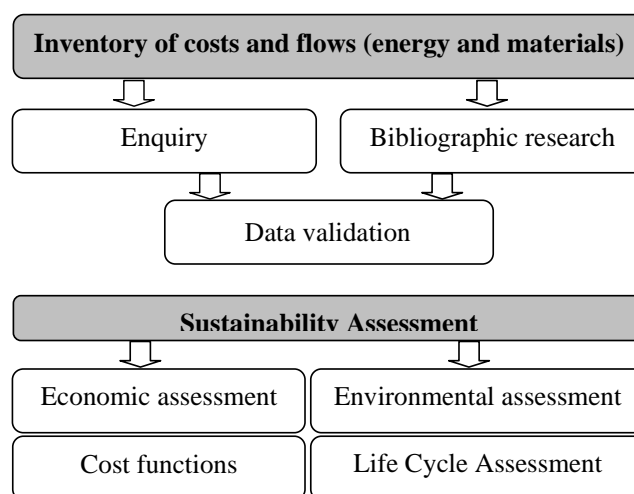 Inventory of costs and flows (energy and materials)
Enquiry
Bibliographic research
Data validation
Sustainability Assessment
Economic assessment
Environmental assessment
Cost functions
Life Cycle Assessment